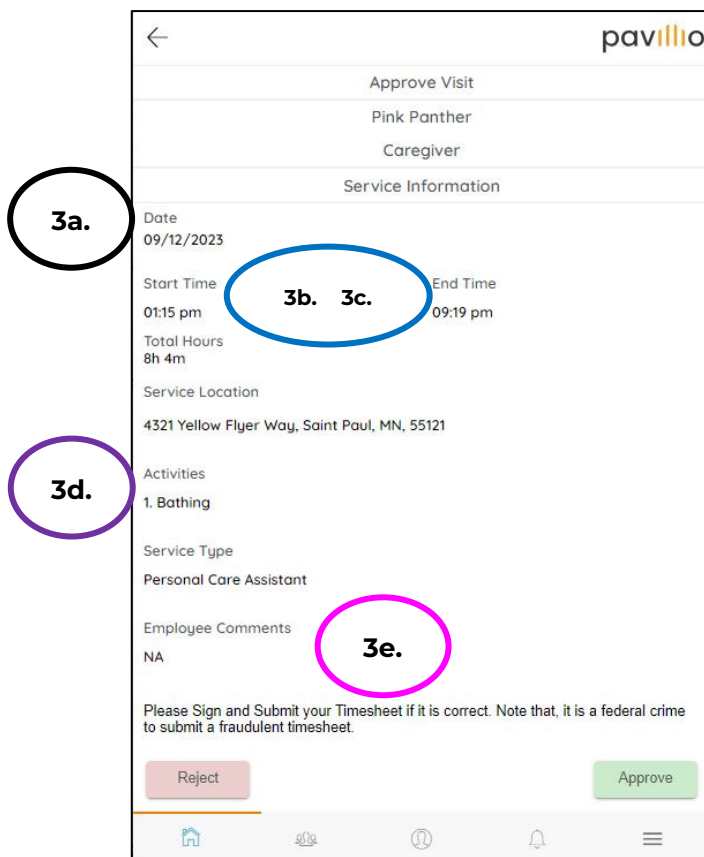 pavillio
Approve Visit
Pink Panther
Caregiver
Service Information
3a.
Date
09/12/2023
Start Time
3b. 3c.
End Time
01:15 pm
09:19 pm
Total Hours
8h 4m
Service Location
4321 Yellow Flyer Way, Saint Paul, MN, 55121
3d.
Activities
1. Bathing
Service Type
Personal Care Assistant
Employee Comments
3e.
NA
Please Sign and Submit your Timesheet if it is correct. Note that, it is a federal crime
to submit a fraudulent timesheet.
Reject
Approve